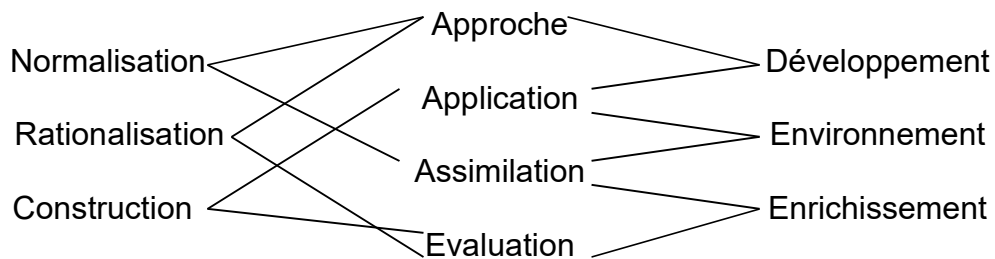 Approche
Normalisation
Développement
Application
Rationalisation
Environnement
Assimilation
Construction
Enrichissement
Evaluation